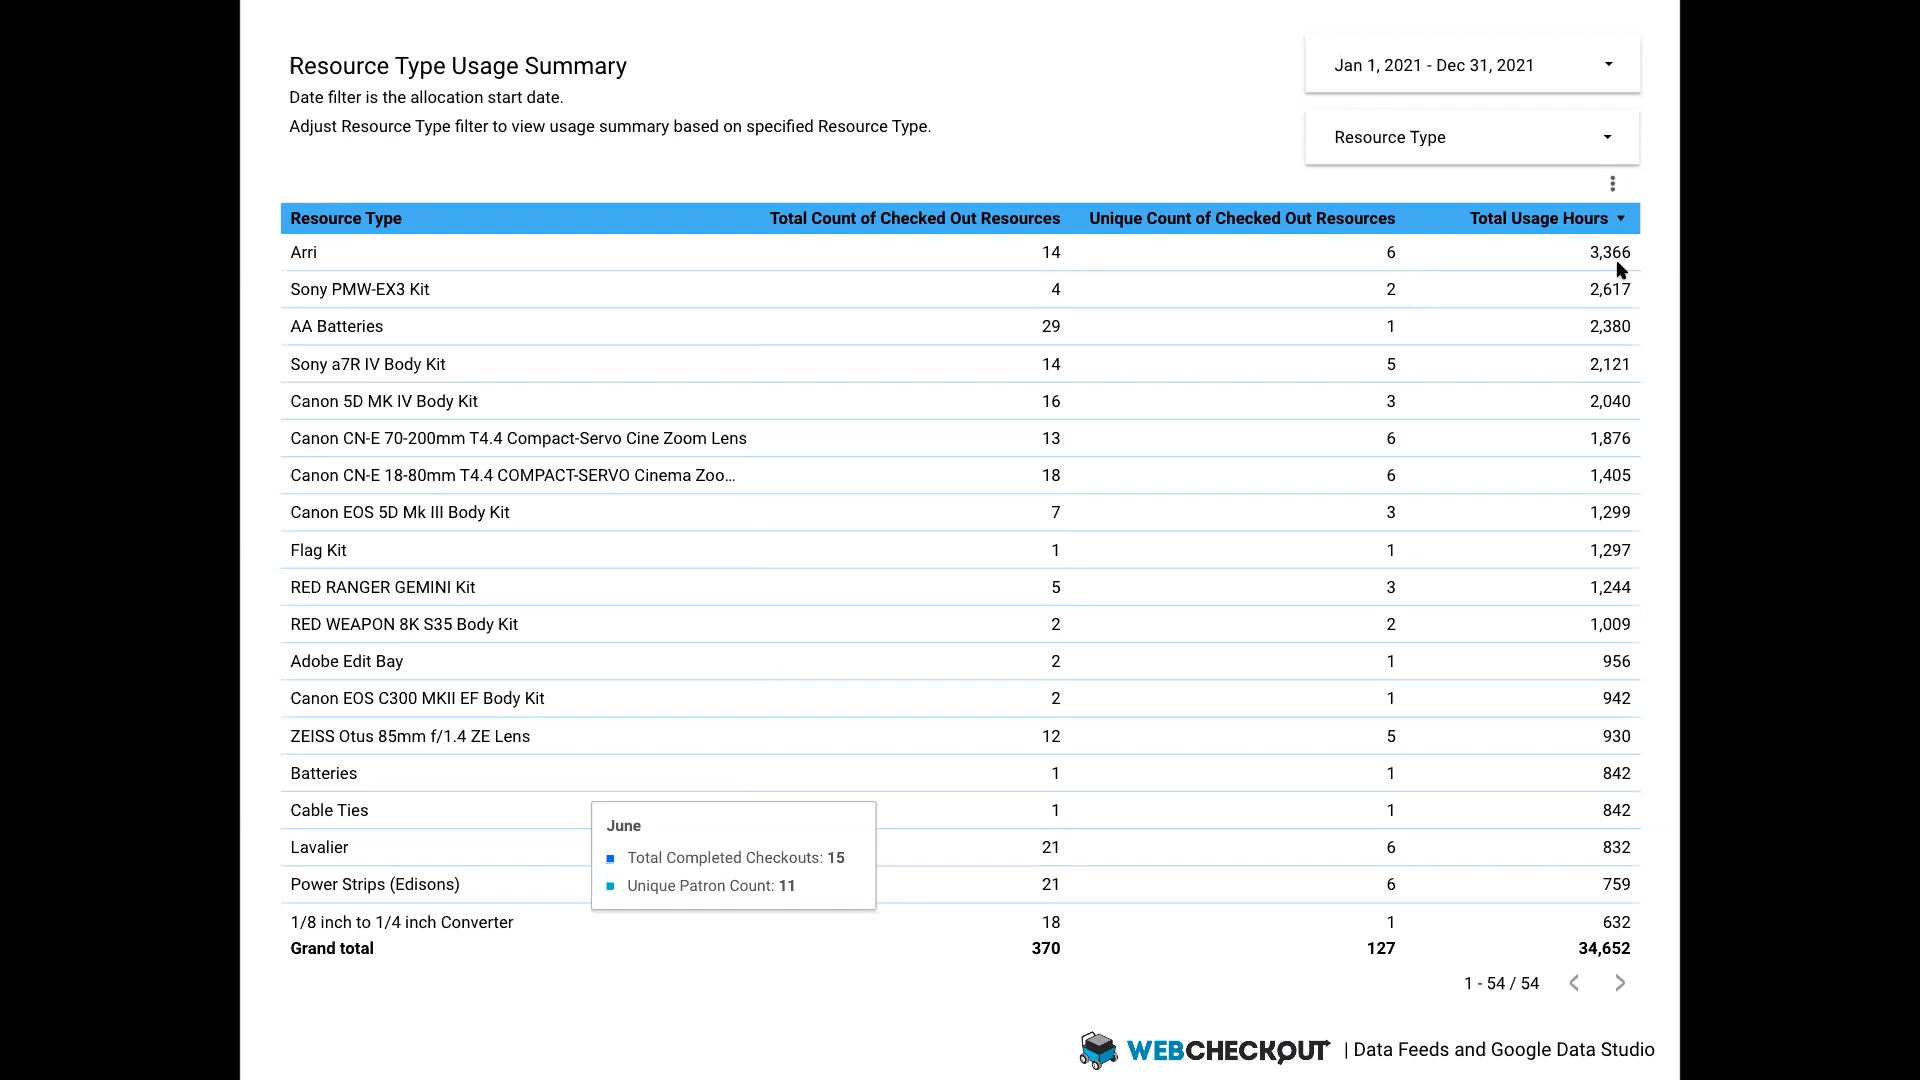 Resource Type Usage Summary
Date filter is the allocation start date.
Adjust Resource Type filter to view usage summary based on specified Resource Type.
Jan 1, 2021 - Dec 31, 2021
Resource Type
Resource Type Total Count of Checked Out Resources Unique Count of Checked Out Resources Total Usage Hours
Arri 14 6 3,366
Sony PMW-EX3 Kit 4 2 2,617
AA Batteries 29 1 2,380
Sony a7R IV Body Kit 14 5 2,121
Canon 5D MK IV Body Kit 16 3 2,040
Canon CN-E 70-200mm T4.4 Compact-Servo Cine Zoom Lens 13 6 1,876
Canon CN-E 18-80mm T4.4 COMPACT-SERVO Cinema Zoo... 18 6 1,405
Canon EOS 5D Mk III Body Kit 7 3 1,299
Flag Kit 1 1 1,297
RED RANGER GEMINI Kit 5 3 1,244
RED WEAPON 8K S35 Body Kit 2 2 1,009
Adobe Edit Bay 2 1 956
Canon EOS C300 MKII EF Body Kit 2 1 942
ZEISS Otus 85mm f/1.4 ZE Lens 12 5 930
Batteries 1 1 842
Cable Ties 1 1 842
Lavalier 21 6 832
Power Strips (Edisons) 21 6 759
1/8 inch to 1/4 inch Converter 18 1 632
Grand total 370 127 34,652
June
Total Completed Checkouts: 15
Unique Patron Count: 11
1 - 54 / 54
WEBCHECKOUT | Data Feeds and Google Data Studio